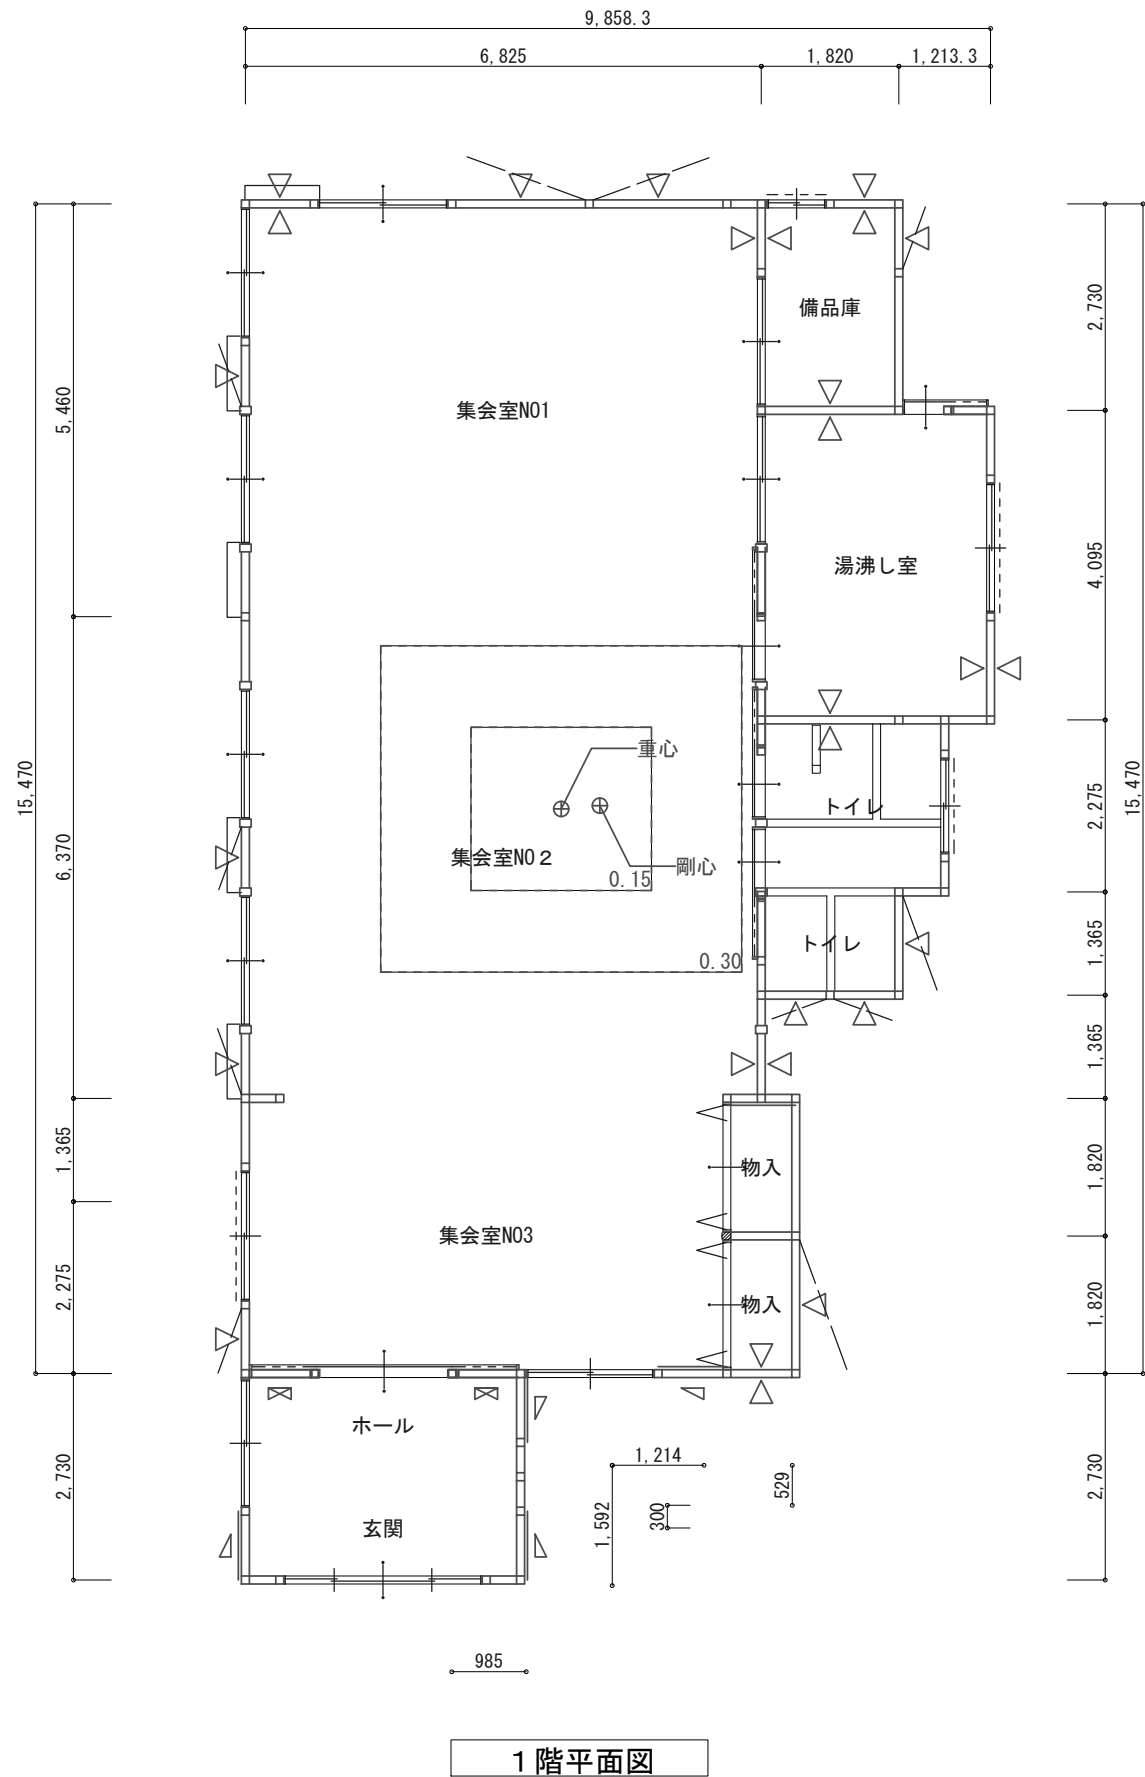 9,858.3
6,825
1,820
1,213.3
備品庫
2,730
集会室NO1
5,460
湯沸し室
4,095
15,470
6,370
重心
トイレ
2,275
15,470
集会室NO２
剛心
0.15
トイレ
1,365
0.30
1,365
1,365
物入
1,820
集会室NO3
2,275
物入
1,820
ホール
2,730
玄関
1,214
1,592
300
529
2,730
985
１階平面図